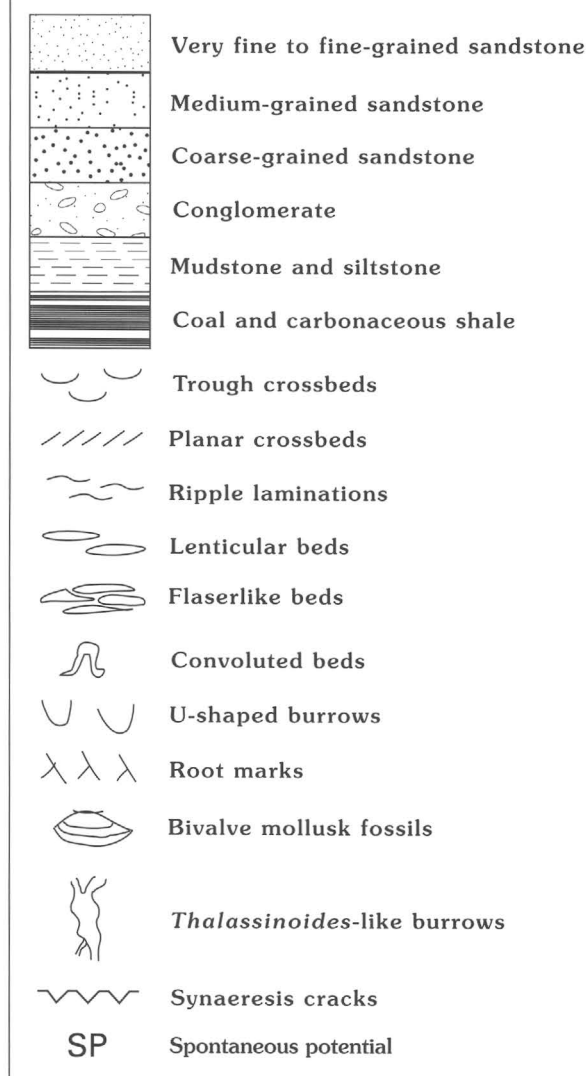 Very fine to fine-grained sandstone
Medium-grained sandstone
Coarse-grained sandstone
Conglomerate
Mudstone and siltstone
Coal and carbonaceous shale
Trough crossbeds
Planar crossbeds
Ripple laminations
Lenticular beds
Flaserlike beds
Convoluted beds
U-shaped burrows
Root marks
Bivalve mollusk fossils
Thalassinoides-like burrows
Synaeresis cracks
SP Spontaneous potential